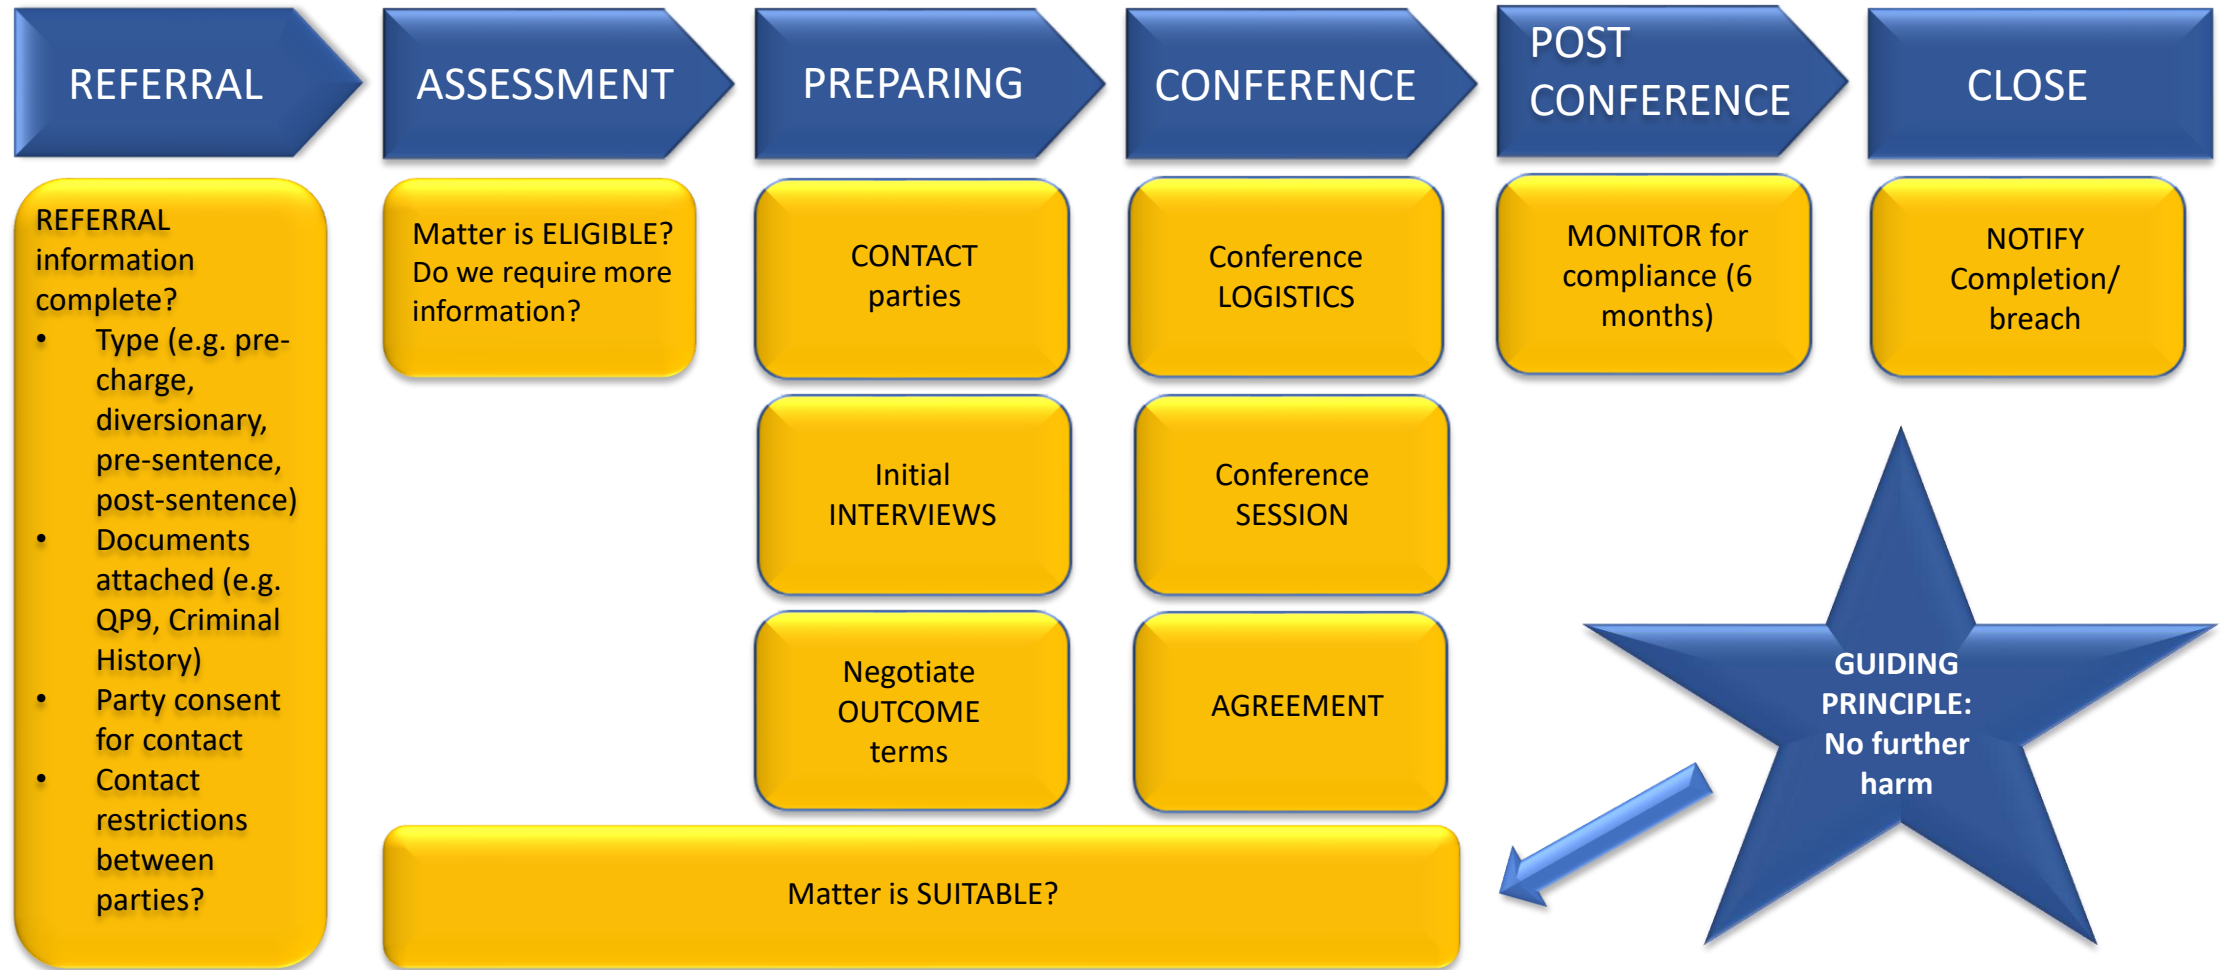 REFERRAL
ASSESSMENT
PREPARING
CONFERENCE
POST
CONFERENCE
CLOSE
REFERRAL
information
complete?
• Type (e.g. pre-
charge,
diversionary,
pre-sentence,
post-sentence)
• Documents
attached (e.g.
QP9, Criminal
History)
• Party consent
for contact
• Contact
restrictions
between
parties?
Matter is ELIGIBLE?
Do we require more
information?
CONTACT
parties
Initial
INTERVIEWS
Negotiate
OUTCOME
terms
Conference
LOGISTICS
Conference
SESSION
AGREEMENT
MONITOR for
compliance (6
months)
NOTIFY
Completion/
breach
Matter is SUITABLE?
GUIDING
PRINCIPLE:
No further
harm